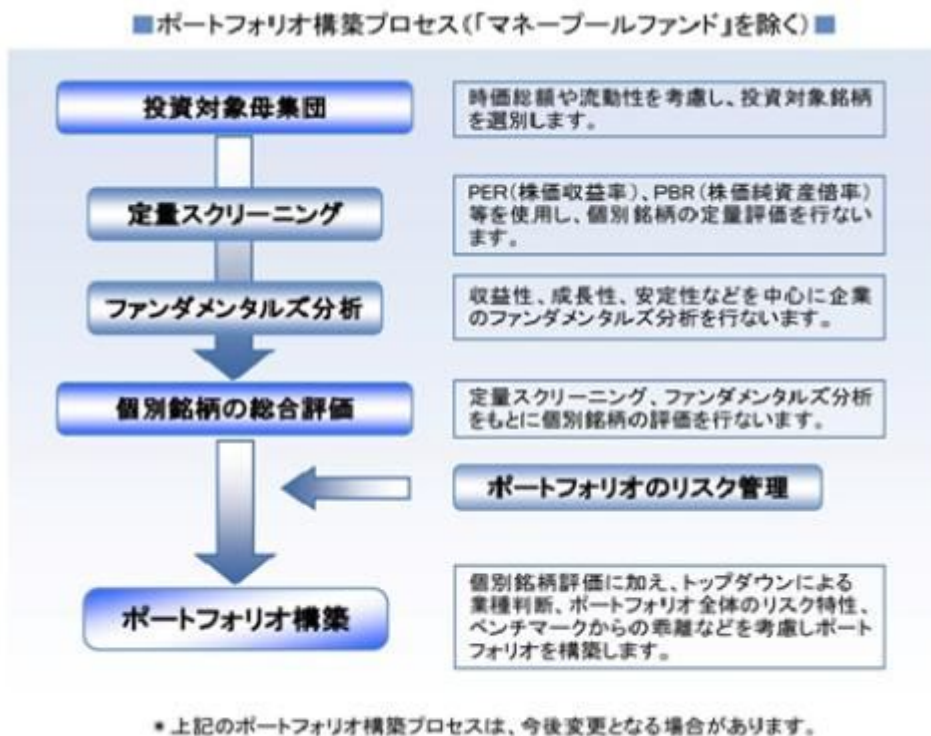 ■ポートフォリオ構築プロセス(「マネープールファンド」を除く)■
投資対象母集団
時価総額や流動性を考慮し、投資対象銘柄
を選別します。
定量スクリーニング
PER(株価収益率)、PBR(株価純資産倍率)
等を使用し、個別銘柄の定量評価を行ない
ます。
ファンダメンタルズ分析
収益性、成長性、安定性などを中心に企業
のファンダメンタルズ分析を行ないます。
個別銘柄の総合評価
定量スクリーニング、ファンダメンタルズ分析
をもとに個別銘柄の評価を行ないます。
ポートフォリオのリスク管理
ポートフォリオ構築
個別銘柄評価に加え、トップダウンによる
業種判断、ポートフォリオ全体のリスク特性、
ベンチマークからの乖離などを考慮しポート
フォリオを構築します。
* 上記のポートフォリオ構築プロセスは、今後変更となる場合があります。